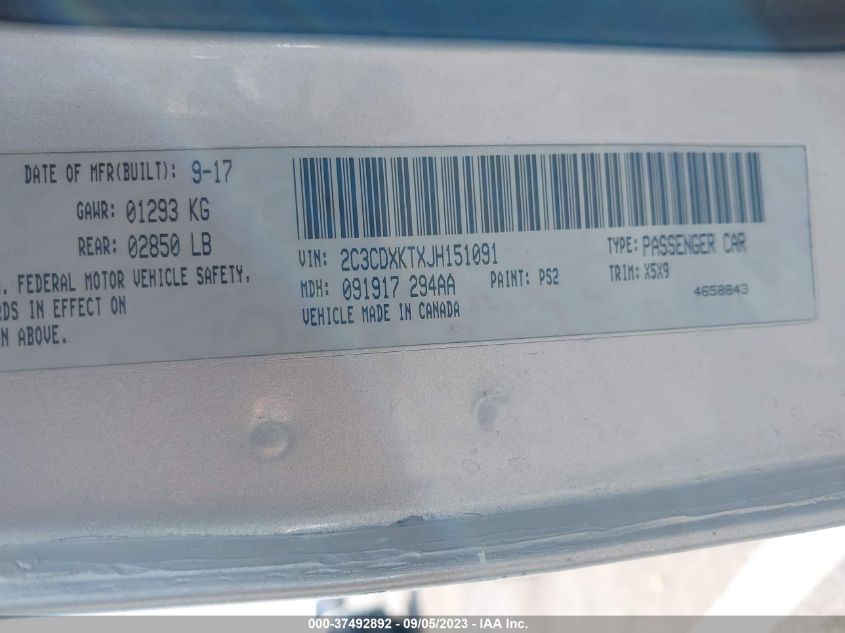 DATE OF MFR(BUILT): 9-17
GAWR: 01293 KG
REAR: 02850 LB
. FEDERAL MOTOR VEHICLE SAFETY,
RDS IN EFFECT ON
N ABOVE.
VIN: 2C3CDXKTXJH151091
TYPE: PASSENGER CAR
MDH: 091917 294AA
PAINT: PS2
TRIM: X5X9
VEHICLE MADE IN CANADA
4658843
000-37492892 - 09/05/2023 - IAA Inc.